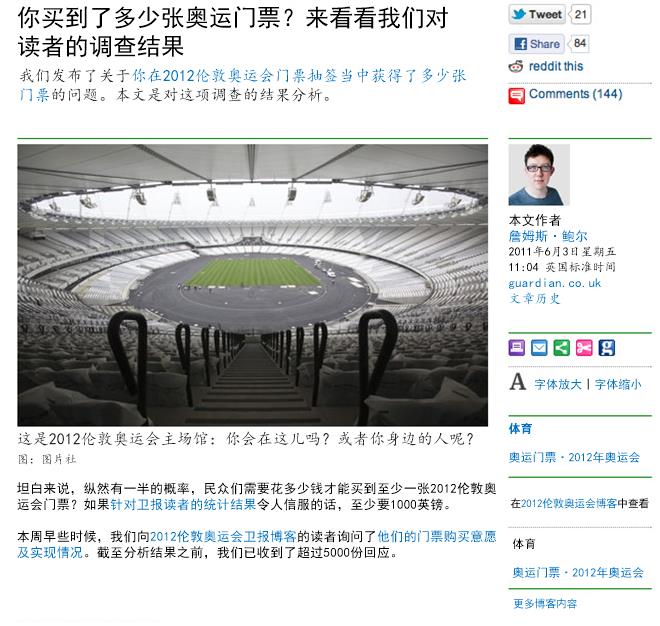 你买到了多少张奥运门票？来看看我们对
读者的调查结果
我们发布了关于你在2012伦敦奥运会门票抽签当中获得了多少张
门票的问题。本文是对这项调查的结果分析。
这是2012伦敦奥运会主场馆：你会在这儿吗？或者你身边的人呢？
图：图片社
坦白来说，纵然有一半的概率，民众们需要花多少钱才能买到至少一张2012伦敦奥
运会门票？如果针对卫报读者的统计结果令人信服的话，至少要1000英镑。
本周早些时候，我们向2012伦敦奥运会卫报博客的读者询问了他们的门票购买意愿
及实现情况。截至分析结果之前，我们已收到了超过5000份回应。
Tweet 21
Share 84
reddit this
Comments (144)
本文作者
詹姆斯·鲍尔
2011年6月3日星期五
11:04 英国标准时间
guardian.co.uk
文章历史
g
A 字体放大 | 字体缩小
体育
奥运门票·2012年奥运会
在2012伦敦奥运会博客中查看
体育
奥运门票·2012年奥运会
更多博客内容